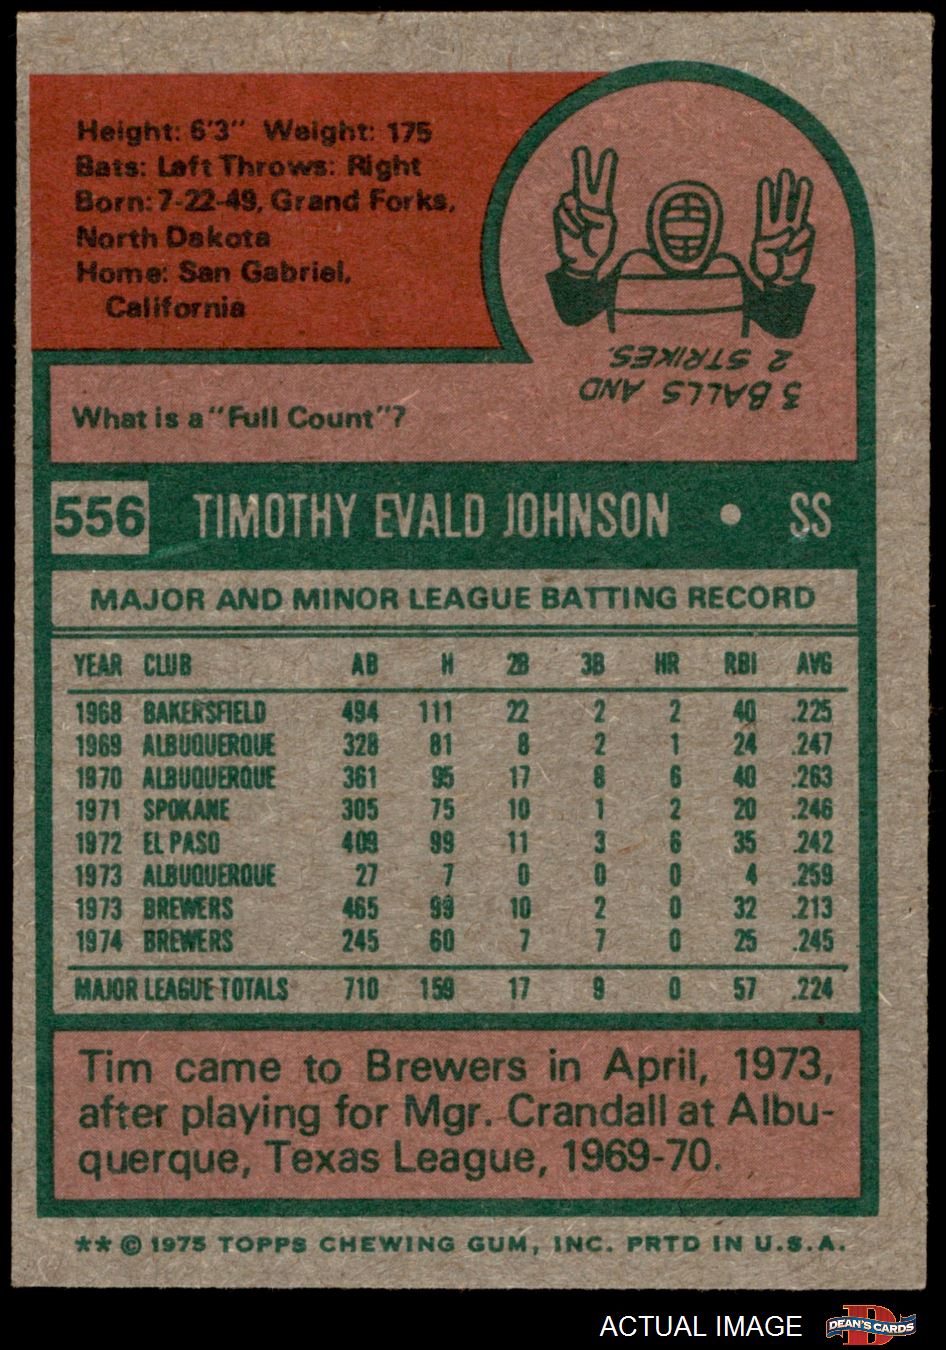 Height: 6'3" Weight: 175
Bats: Left Throws: Right
Born: 7-22-49, Grand Forks,
North Dakota
Home: San Gabriel,
California
3 BALLS AND
2 STRIKES.
What is a "Full Count"?
556 TIMOTHY EVALD JOHNSON • SS
MAJOR AND MINOR LEAGUE BATTING RECORD
YEAR CLUB AB H 2B 3B HR RBI AVG
1968 BAKERSFIELD 494 111 22 2 2 40 .225
1969 ALBUQUERQUE 328 81 8 2 1 24 .247
1970 ALBUQUERQUE 361 95 17 8 6 40 .263
1971 SPOKANE 305 75 10 1 2 20 .246
1972 EL PASO 409 99 11 3 6 35 .242
1973 ALBUQUERQUE 27 7 0 0 0 4 .259
1973 BREWERS 465 99 10 2 0 32 .213
1974 BREWERS 245 60 7 7 0 25 .245
MAJOR LEAGUE TOTALS 710 159 17 9 0 57 .224
Tim came to Brewers in April, 1973,
after playing for Mgr. Crandall at Albu-
querque, Texas League, 1969-70.
** © 1975 TOPPS CHEWING GUM, INC. PRTD IN U.S.A.
ACTUAL IMAGE DEAN'S CARDS